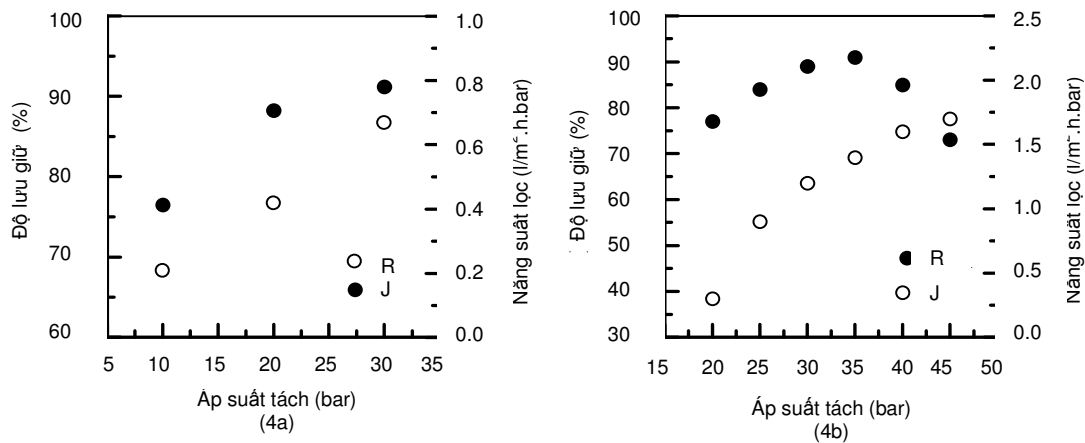 100
90
80
70
60
Độ lưu giữ (%)
1.0
0.8
0.6
0.4
0.2
0.0
Năng suất lọc (l/m².h.bar)
R
J
5 10 15 20 25 30 35
Áp suất tách (bar)
(4a)
100
90
80
70
60
50
40
30
Độ lưu giữ (%)
2.5
2.0
1.5
1.0
0.5
0.0
Năng suất lọc (l/m².h.bar)
R
J
15 20 25 30 35 40 45 50
Áp suất tách (bar)
(4b)